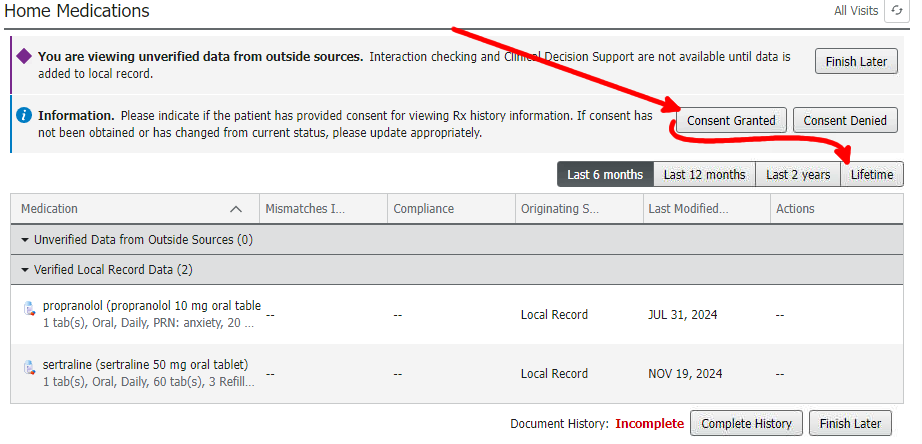 Home Medications
All Visits
You are viewing unverified data from outside sources. Interaction checking and Clinical Decision Support are not available until data is
added to local record.
Finish Later
Information. Please indicate if the patient has provided consent for viewing Rx history information. If consent has
not been obtained or has changed from current status, please update appropriately.
Consent Granted
Consent Denied
Last 6 months
Last 12 months
Last 2 years
Lifetime
Medication Mismatches I... Compliance Originating S... Last Modified... Actions
Unverified Data from Outside Sources (0)
Verified Local Record Data (2)
propranolol (propranolol 10 mg oral table
1 tab(s), Oral, Daily, PRN: anxiety, 20 ...
-- -- Local Record JUL 31, 2024 --
sertraline (sertraline 50 mg oral tablet)
1 tab(s), Oral, Daily, 60 tab(s), 3 Refill...
-- -- Local Record NOV 19, 2024 --
Document History: Incomplete
Complete History
Finish Later